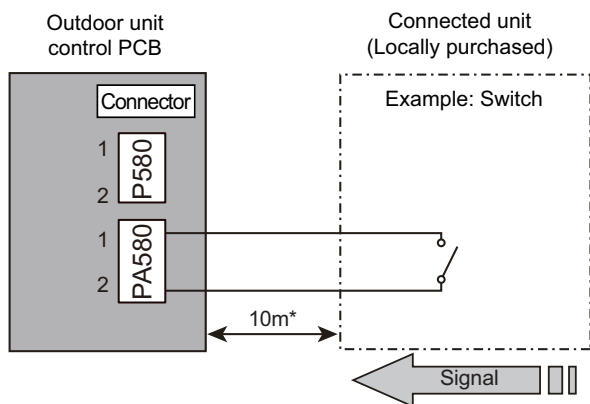 Outdoor unit
control PCB
Connected unit
(Locally purchased)
Connector
Example: Switch
1
2
P580
1
2
PA580
10m*
Signal